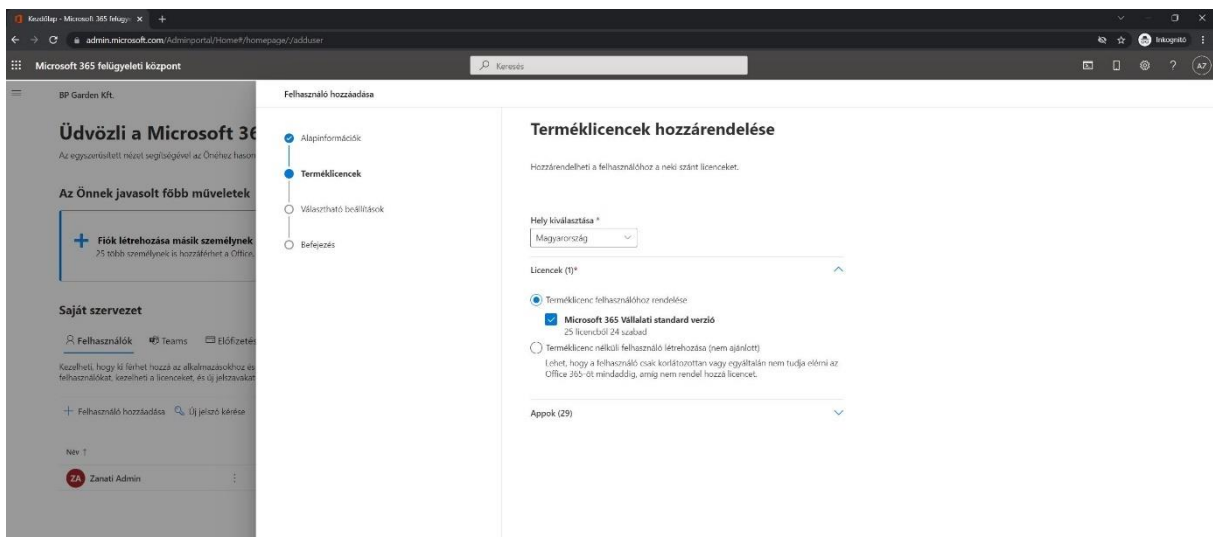 Kezdőlap - Microsoft 365 felügye
admin.microsoft.com/Adminportal/Home#/homepage/:/adduser
Inkognitó
Microsoft 365 felügyeleti központ
Keresés
A7
BP Garden Kft.
Üdvözli a Microsoft 36
Az egyszerűsített nézet segítségével az Önéhez hason
Az Önnek javasolt főbb műveletek
Fiók létrehozása másik személynek
25 több személynek is hozzáférhet a Office.
Saját szervezet
Felhasználók Teams Előfizetés
Kezelheti, hogy ki férhet hozzá az alkalmazásokhoz és
felhasználókat, kezelheti a licenceket, és új jelszavakat
Felhasználó hozzáadása Új jelszó kérése
Név ↑
ZA Zanati Admin
Felhasználó hozzáadása
Alapinformációk
Terméklicencek
Választható beállítások
Befejezés
Terméklicencek hozzárendelése
Hozzárendelheti a felhasználóhoz a neki szánt licenceket.
Hely kiválasztása *
Magyarország
Licencek (1)*
Terméklicenc felhasználóhoz rendelése
Microsoft 365 Vállalati standard verzió
25 licencből 24 szabad
Terméklicenc nélküli felhasználó létrehozása (nem ajánlott)
Lehet, hogy a felhasználó csak korlátozottan vagy egyáltalán nem tudja elérni az
Office 365-öt mindaddig, amíg nem rendel hozzá licencet.
Appok (29)